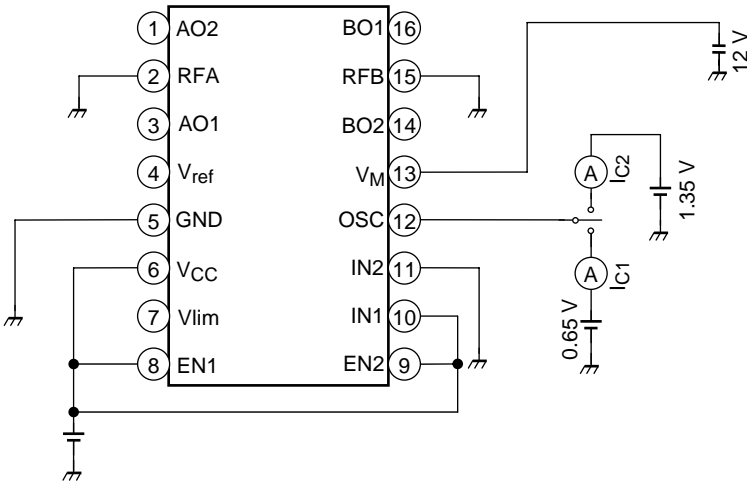 1 AO2 BO1 16
2 RFA RFB 15
3 AO1 BO2 14
4 Vref VM 13
5 GND OSC 12
6 VCC IN2 11
7 Vlim IN1 10
8 EN1 EN2 9
12 V
A IC2
1.35 V
A IC1
0.65 V